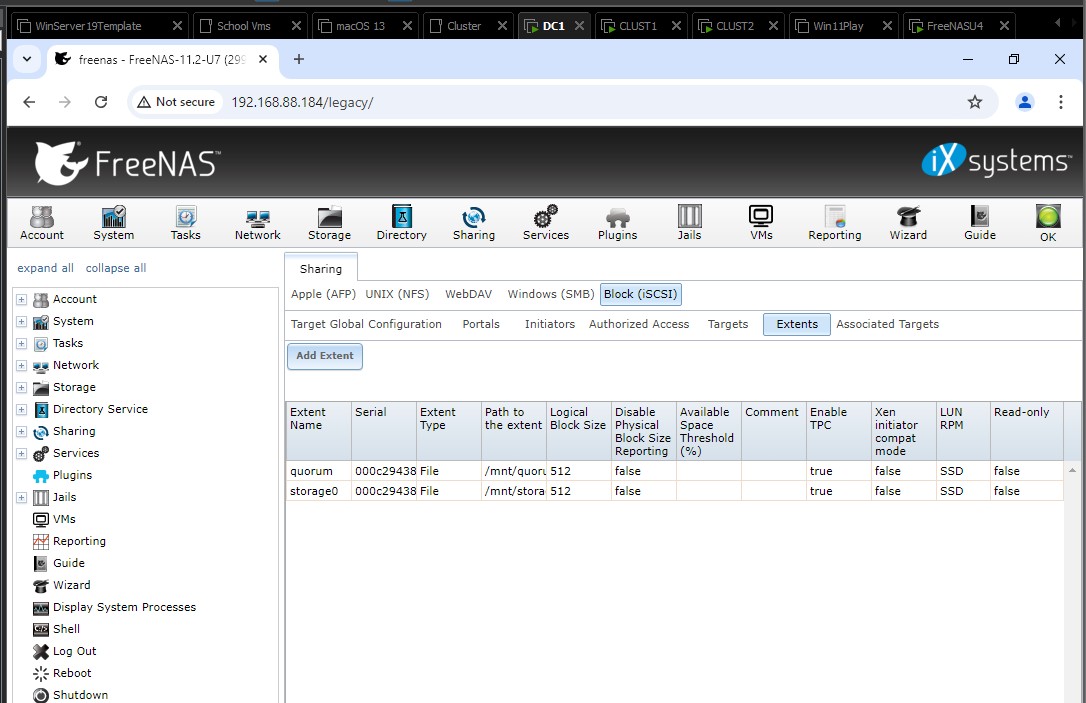 WinServer19Template
School Vms
macOS 13
Cluster
DC1
CLUST1
CLUST2
Win11Play
FreeNASU4
freenas - FreeNAS-11.2-U7 (299
Not secure
192.168.88.184/legacy/
FreeNAS™
iXsystems™
Account
System
Tasks
Network
Storage
Directory
Sharing
Services
Plugins
Jails
VMs
Reporting
Wizard
Guide
OK
expand all collapse all
Account
System
Tasks
Network
Storage
Directory Service
Sharing
Services
Plugins
Jails
VMs
Reporting
Guide
Wizard
Display System Processes
Shell
Log Out
Reboot
Shutdown
Sharing
Apple (AFP) UNIX (NFS) WebDAV Windows (SMB) Block (iSCSI)
Target Global Configuration Portals Initiators Authorized Access Targets Extents Associated Targets
Add Extent
Extent Name
Serial
Extent Type
Path to the extent
Logical Block Size
Disable Physical Block Size Reporting
Available Space Threshold (%)
Comment
Enable TPC
Xen initiator compat mode
LUN RPM
Read-only
quorum 000c29438 File /mnt/quoru 512 false true false SSD false
storage0 000c29438 File /mnt/stora 512 false true false SSD false